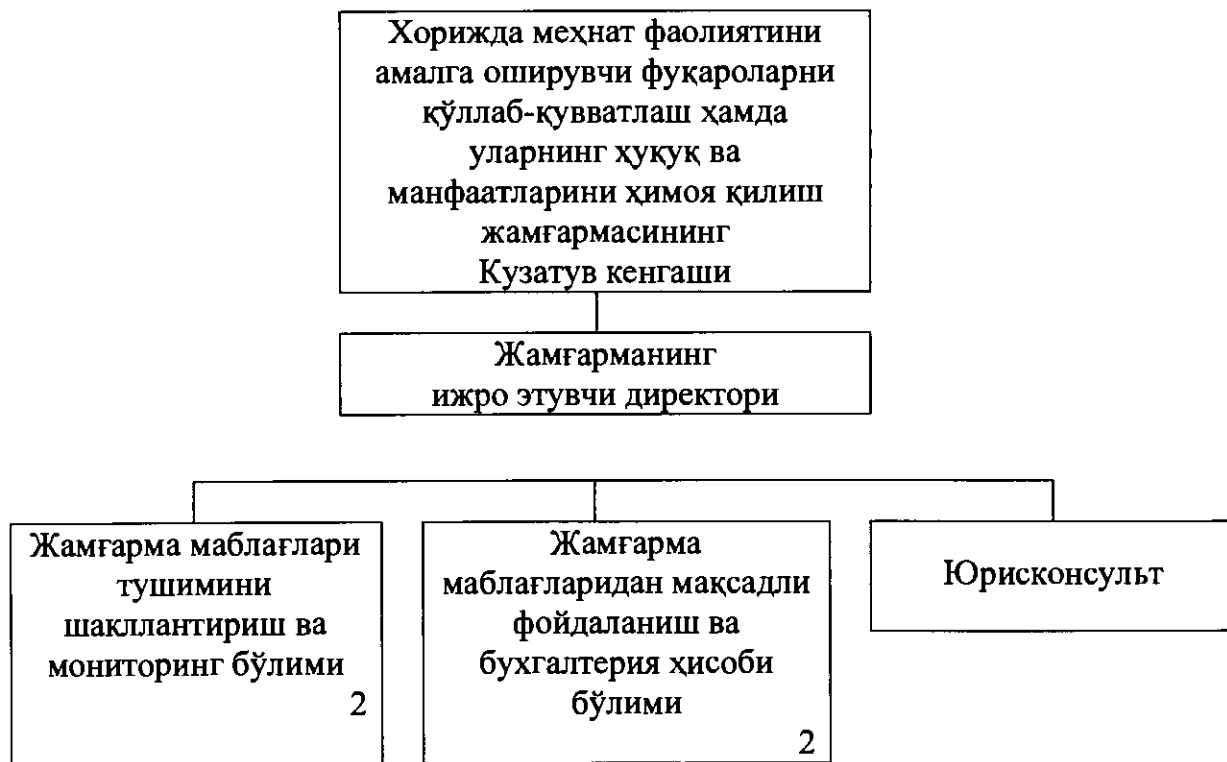 Хорижда меҳнат фаолиятини
амалга оширувчи фуқароларни
қўллаб-қувватлаш ҳамда
уларнинг ҳуқуқ ва
манфаатларини ҳимоя қилиш
жамғармасининг
Кузатув кенгаши
Жамғарманинг
ижро этувчи директори
Жамғарма маблағлари
тушимини
шакллантириш ва
мониторинг бўлими
2
Жамғарма
маблағларидан мақсадли
фойдаланиш ва
бухгалтерия ҳисоби
бўлими
2
Юрисконсульт